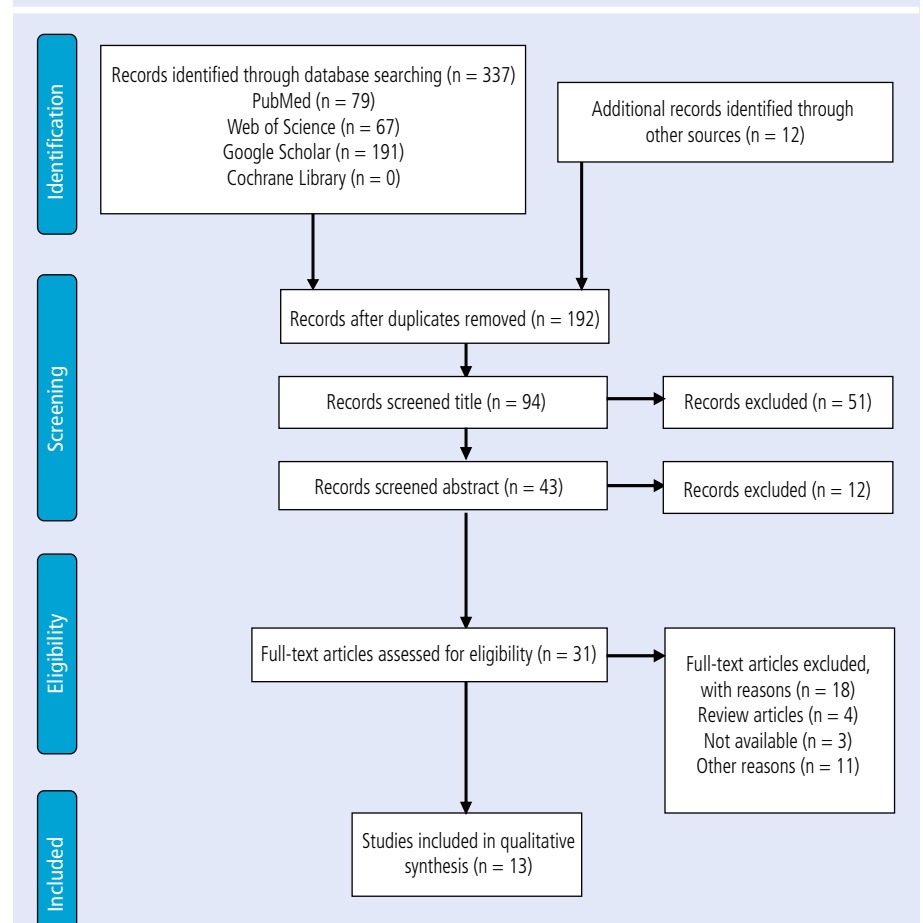 Identification
Records identified through database searching (n = 337)
PubMed (n = 79)
Web of Science (n = 67)
Google Scholar (n = 191)
Cochrane Library (n = 0)
Additional records identified through
other sources (n = 12)
Screening
Records after duplicates removed (n = 192)
Records screened title (n = 94)
Records excluded (n = 51)
Records screened abstract (n = 43)
Records excluded (n = 12)
Eligibility
Full-text articles assessed for eligibility (n = 31)
Full-text articles excluded,
with reasons (n = 18)
Review articles (n = 4)
Not available (n = 3)
Other reasons (n = 11)
Included
Studies included in qualitative
synthesis (n = 13)